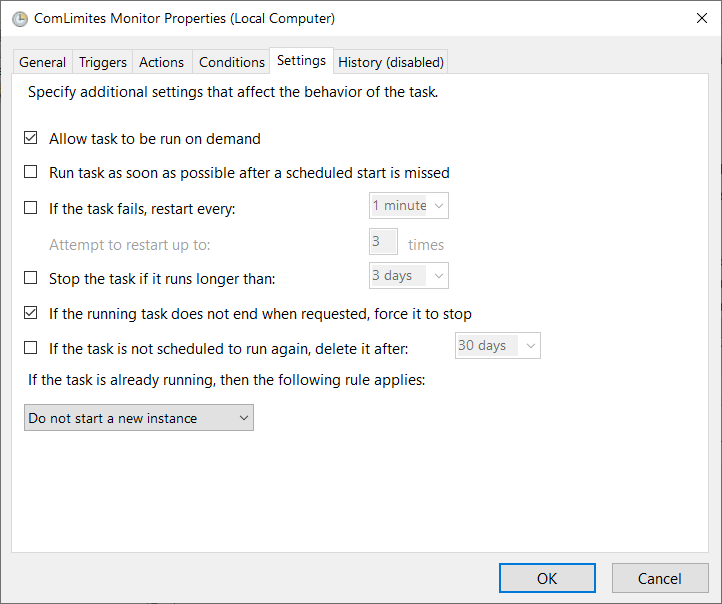 ComLimites Monitor Properties (Local Computer)
General Triggers Actions Conditions Settings History (disabled)
Specify additional settings that affect the behavior of the task.
Allow task to be run on demand
Run task as soon as possible after a scheduled start is missed
If the task fails, restart every: 1 minute
Attempt to restart up to: 3 times
Stop the task if it runs longer than: 3 days
If the running task does not end when requested, force it to stop
If the task is not scheduled to run again, delete it after: 30 days
If the task is already running, then the following rule applies:
Do not start a new instance
OK Cancel